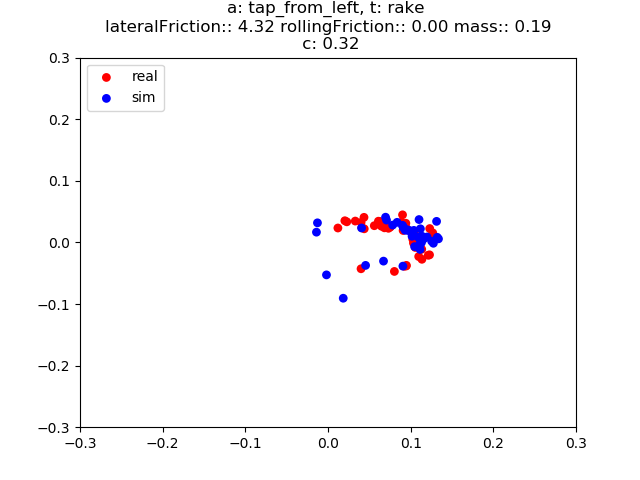 a: tap_from_left, t: rake
lateralFriction:: 4.32 rollingFriction:: 0.00 mass:: 0.19
c: 0.32
real
sim
0.3
0.2
0.1
0.0
−0.1
−0.2
−0.3
−0.3 −0.2 −0.1 0.0 0.1 0.2 0.3